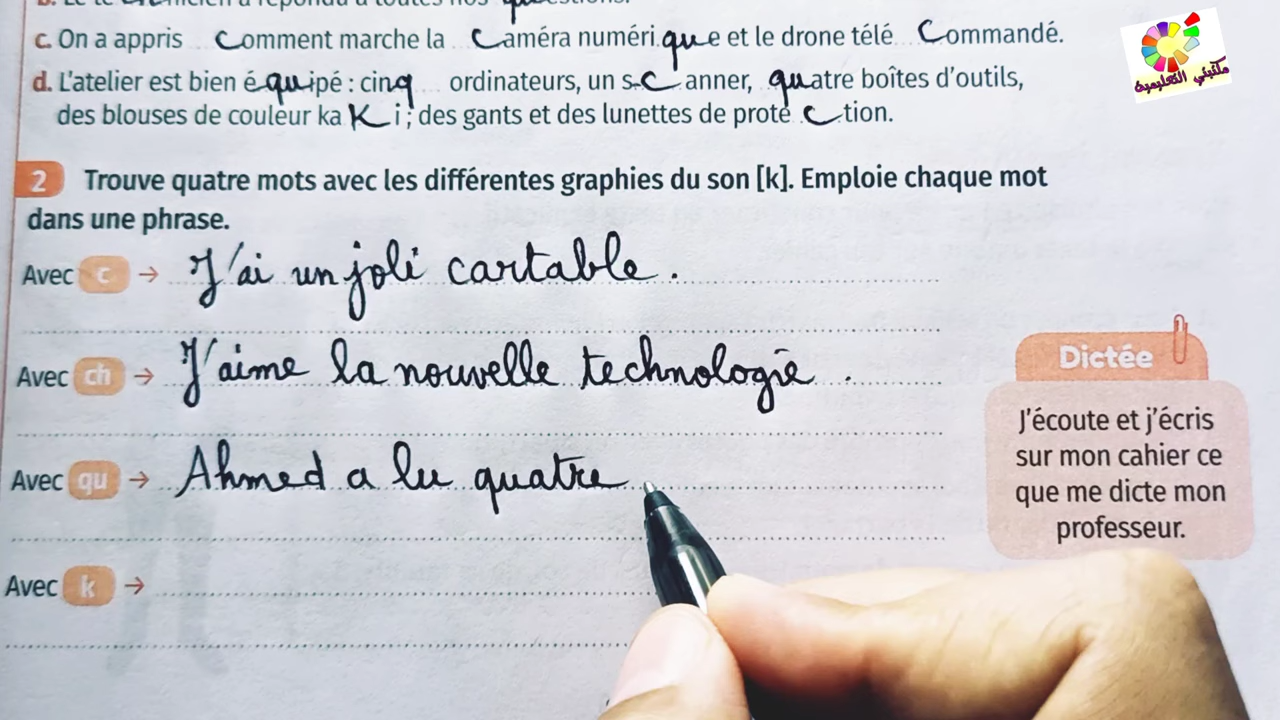 c. On a appris comment marche la caméra numérique et le drone télé commandé.
d. L'atelier est bien équipé : cinq ordinateurs, un scanner, quatre boîtes d'outils,
des blouses de couleur kaki ; des gants et des lunettes de protection.
2 Trouve quatre mots avec les différentes graphies du son [k]. Emploie chaque mot
dans une phrase.
Avec c → J'ai un joli cartable.
Avec ch → J'aime la nouvelle technologie.
Avec qu → Ahmed a lu quatre
Avec k →
Dictée
J'écoute et j'écris
sur mon cahier ce
que me dicte mon
professeur.
مكتبتي التعليمية